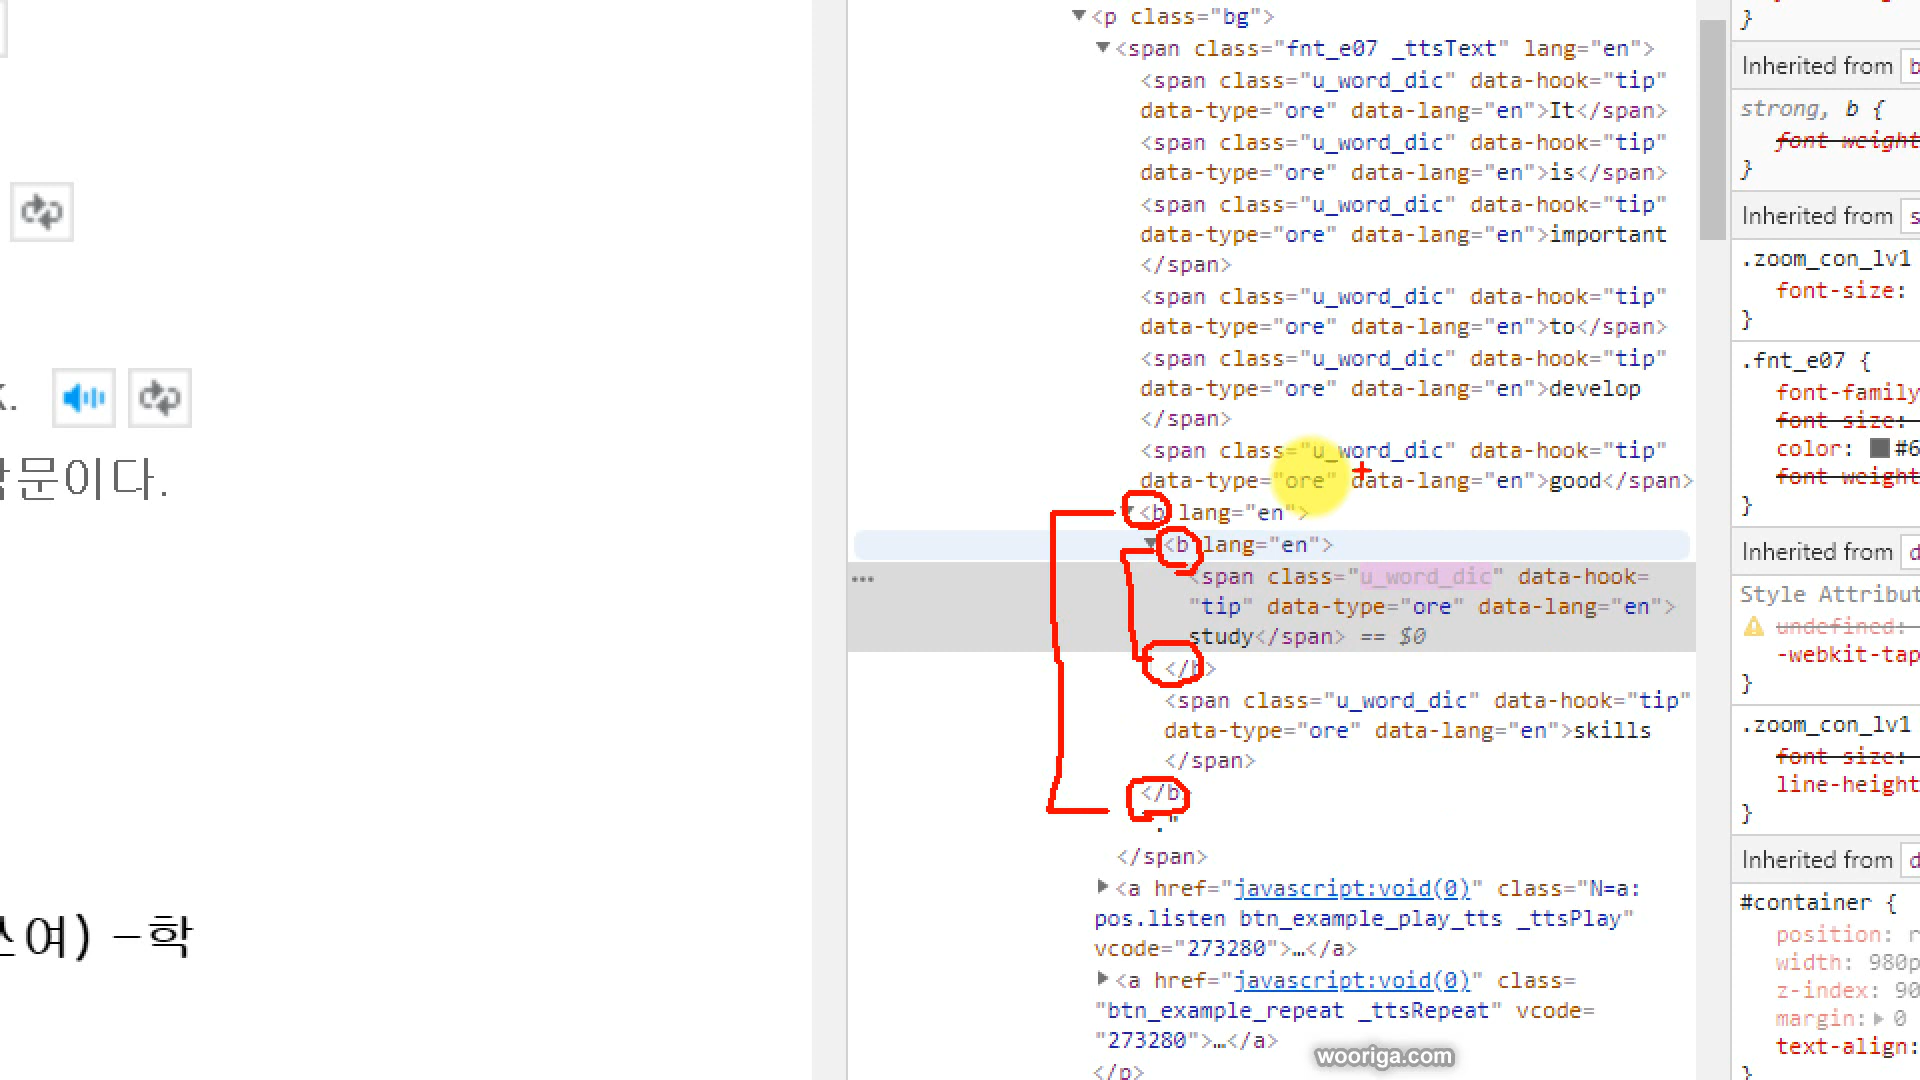 문이다.
여) –학
<p class="bg">
<span class="fnt_e07 _ttsText" lang="en">
<span class="u_word_dic" data-hook="tip"
data-type="ore" data-lang="en">It</span>
<span class="u_word_dic" data-hook="tip"
data-type="ore" data-lang="en">is</span>
<span class="u_word_dic" data-hook="tip"
data-type="ore" data-lang="en">important
</span>
<span class="u_word_dic" data-hook="tip"
data-type="ore" data-lang="en">to</span>
<span class="u_word_dic" data-hook="tip"
data-type="ore" data-lang="en">develop
</span>
<span class="u_word_dic" data-hook="tip"
data-type="ore" data-lang="en">good</span>
<b lang="en">
<b lang="en">
<span class="u_word_dic" data-hook=
"tip" data-type="ore" data-lang="en">
study</span> == $0
</b>
<span class="u_word_dic" data-hook="tip"
data-type="ore" data-lang="en">skills
</span>
</b
."
</span>
<a href="javascript:void(0)" class="N=a:
pos.listen btn_example_play_tts _ttsPlay"
vcode="273280">…</a>
<a href="javascript:void(0)" class=
"btn_example_repeat _ttsRepeat" vcode=
"273280">…</a>
</p>
wooriga.com
}
Inherited from b
strong, b {
font-weight
}
Inherited from s
.zoom_con_lv1
font-size:
}
.fnt_e07 {
font-family
font-size:
color: #6
font-weight
}
Inherited from d
Style Attribut
undefined:
-webkit-tap
}
.zoom_con_lv1
font-size:
line-height
}
Inherited from d
#container {
position: r
width: 980p
z-index: 90
margin: 0
text-align:
}